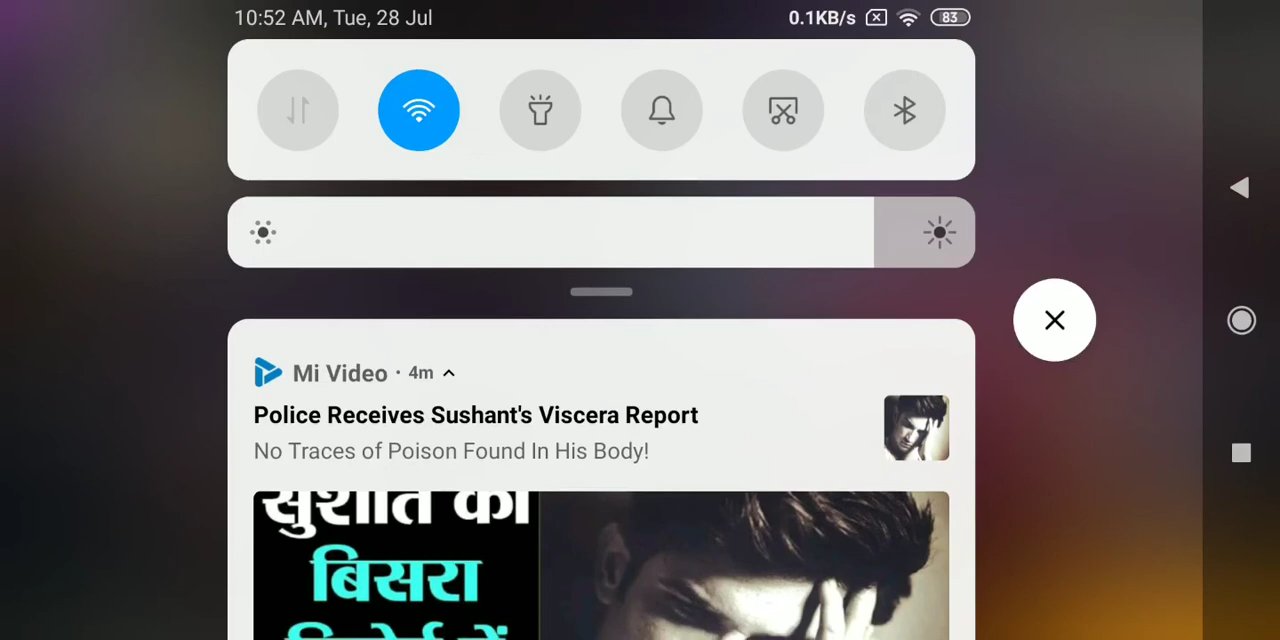 10:52 AM, Tue, 28 Jul
0.1KB/s
83
Mi Video · 4m
Police Receives Sushant's Viscera Report
No Traces of Poison Found In His Body!
सुशांत का
बिसरा